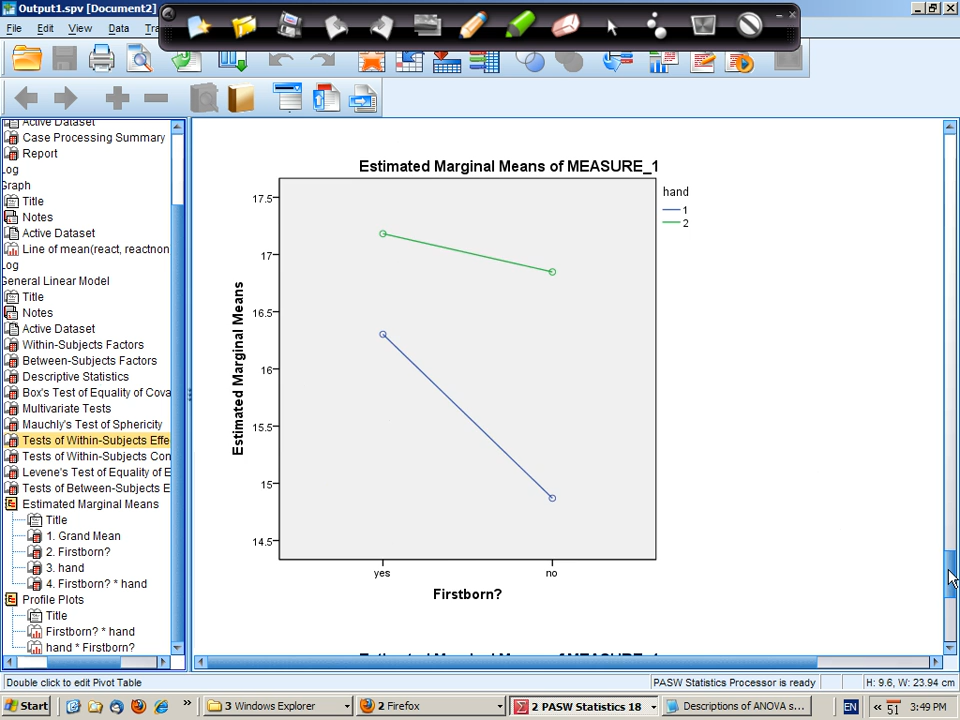 Output1.spv [Document2]
File Edit View Data
Active Dataset
Case Processing Summary
Report
Log
Graph
Title
Notes
Active Dataset
Line of mean(react, reactnon
Log
General Linear Model
Title
Notes
Active Dataset
Within-Subjects Factors
Between-Subjects Factors
Descriptive Statistics
Box's Test of Equality of Cova
Multivariate Tests
Mauchly's Test of Sphericity
Tests of Within-Subjects Effe
Tests of Within-Subjects Con
Levene's Test of Equality of E
Tests of Between-Subjects E
Estimated Marginal Means
Title
1. Grand Mean
2. Firstborn?
3. hand
4. Firstborn? * hand
Profile Plots
Title
Firstborn? * hand
hand * Firstborn?
Estimated Marginal Means of MEASURE_1
hand
1
2
17.5
17
16.5
16
15.5
15
14.5
Estimated Marginal Means
yes no
Firstborn?
Estimated Marginal Means of MEASURE_1
Double click to edit Pivot Table
PASW Statistics Processor is ready
H: 9.6, W: 23.94 cm
Start
3 Windows Explorer
2 Firefox
2 PASW Statistics 18
Descriptions of ANOVA s...
EN
51
3:49 PM